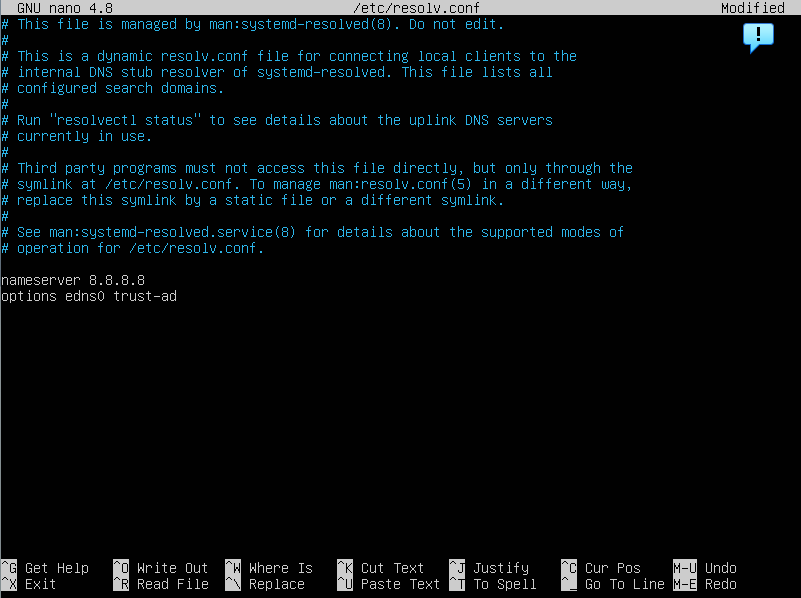 GNU nano 4.8 /etc/resolv.conf Modified
# This file is managed by man:systemd-resolved(8). Do not edit.
#
# This is a dynamic resolv.conf file for connecting local clients to the
# internal DNS stub resolver of systemd-resolved. This file lists all
# configured search domains.
#
# Run "resolvectl status" to see details about the uplink DNS servers
# currently in use.
#
# Third party programs must not access this file directly, but only through the
# symlink at /etc/resolv.conf. To manage man:resolv.conf(5) in a different way,
# replace this symlink by a static file or a different symlink.
#
# See man:systemd-resolved.service(8) for details about the supported modes of
# operation for /etc/resolv.conf.
nameserver 8.8.8.8
options edns0 trust-ad
^G Get Help ^O Write Out ^W Where Is ^K Cut Text ^J Justify ^C Cur Pos M-U Undo
^X Exit ^R Read File ^\ Replace ^U Paste Text ^T To Spell ^_ Go To Line M-E Redo